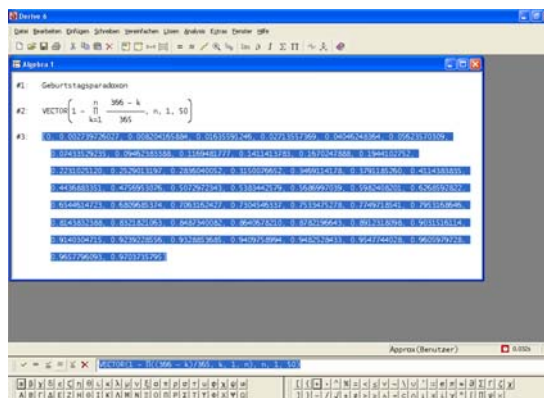 Derive 6
Datei Bearbeiten Einfügen Schreiben Vereinfachen Lösen Analysis Extras Fenster Hilfe
Algebra 1
#1: Geburtstagsparadoxon
#2: VECTOR(1 - n Π k=1 366 - k / 365, n, 1, 50)
#3: [0, 0.002739726027, 0.008204165884, 0.01635591246, 0.02713557369, 0.04046248364, 0.05623570309,
0.07433529235, 0.09462383388, 0.1169481777, 0.1411413783, 0.1670247888, 0.1944102752,
0.2231025120, 0.2529013197, 0.2836040052, 0.3150076652, 0.3469114178, 0.3791185260, 0.4114383835,
0.4436883351, 0.4756953076, 0.5072972343, 0.5383442579, 0.5686997039, 0.5982408201, 0.6268592822,
0.6544614723, 0.6809685374, 0.7063162427, 0.7304546337, 0.7533475278, 0.7749718541, 0.7953168646,
0.8143832388, 0.8321821063, 0.8487340082, 0.8640678210, 0.8782196643, 0.8912318098, 0.9031516114,
0.9140304715, 0.9239228556, 0.9328853685, 0.9409758994, 0.9482528433, 0.9547744028, 0.9605979728,
0.9657796093, 0.9703735795]
Approx(Benutzer) 0.032s
VECTOR(1 - Π((366 - k)/365, k, 1, n), n, 1, 50)